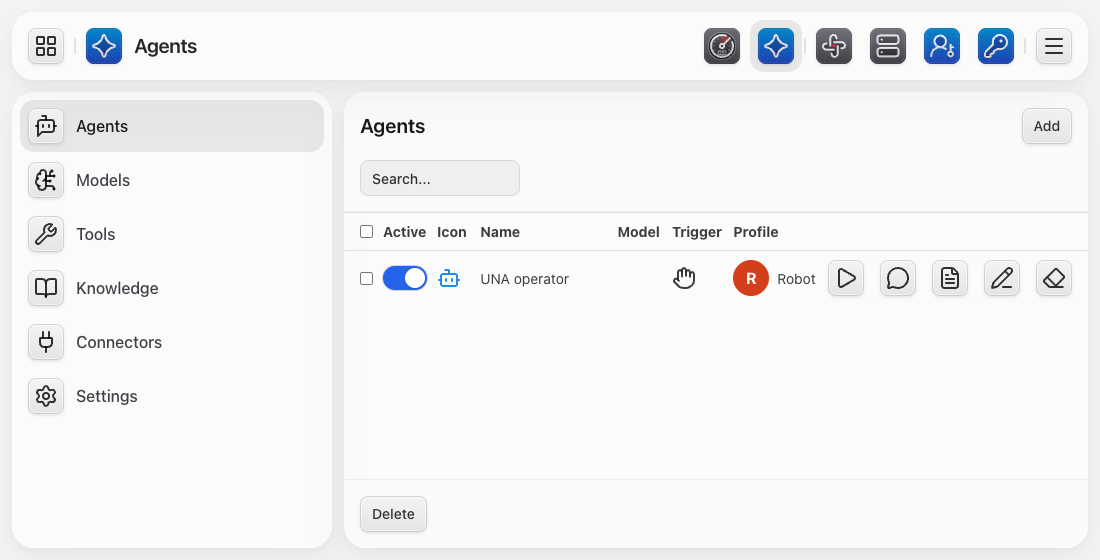 Agents
Agents
Models
Tools
Knowledge
Connectors
Settings
Agents
Add
Search...
Active Icon Name Model Trigger Profile
UNA operator R Robot
Delete